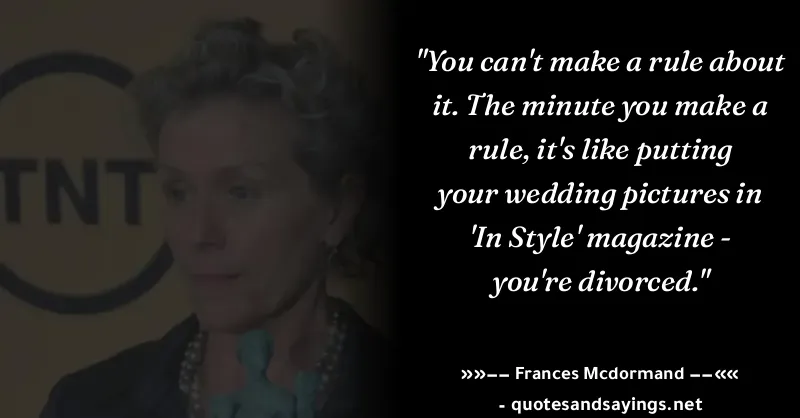 TNT
"You can't make a rule about
it. The minute you make a
rule, it's like putting
your wedding pictures in
'In Style' magazine -
you're divorced."
»»–– Frances Mcdormand ––««
- quotesandsayings.net